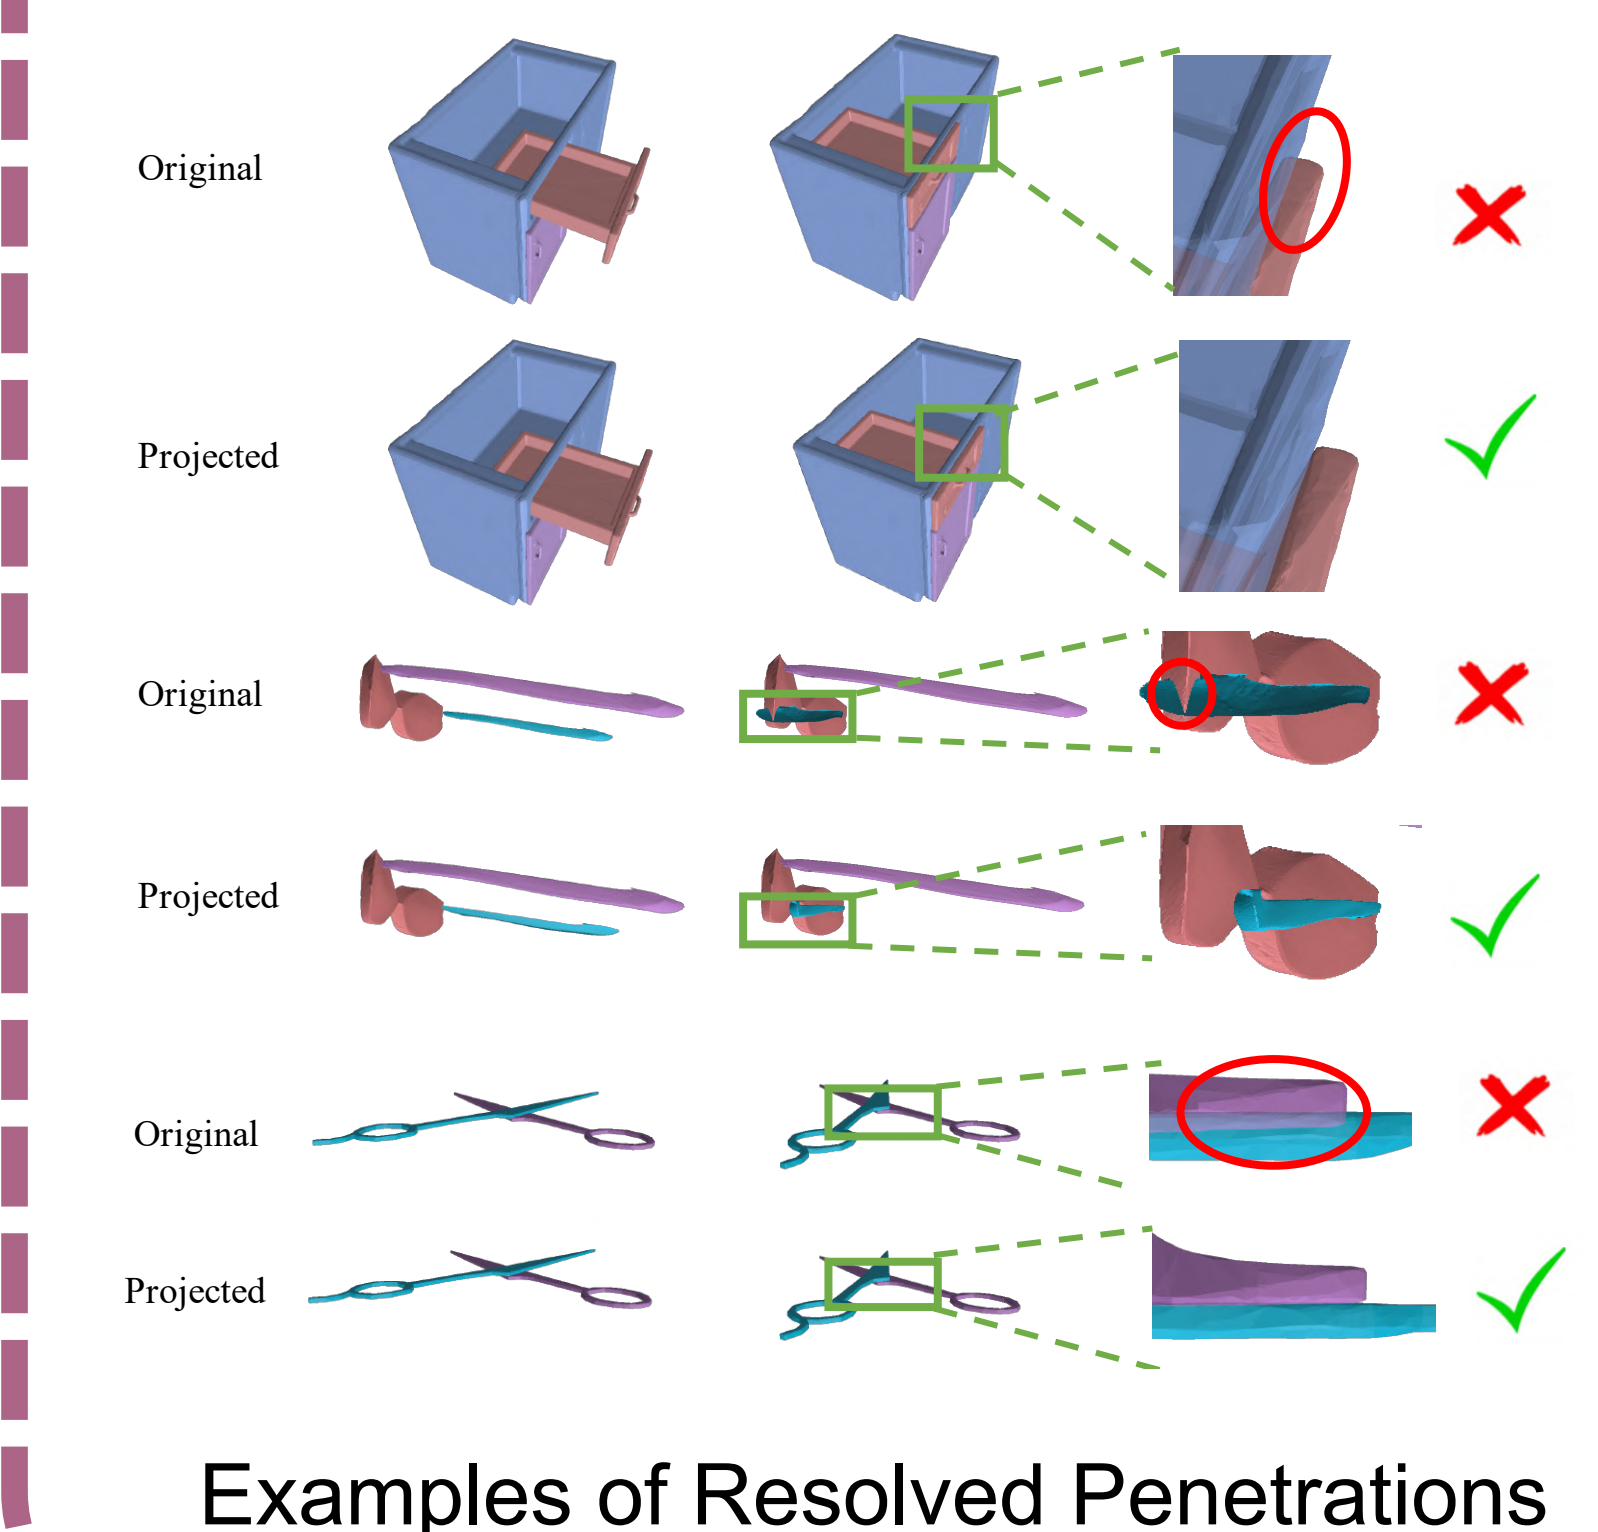 Original
Projected
Original
Projected
Original
Projected
Examples of Resolved Penetrations